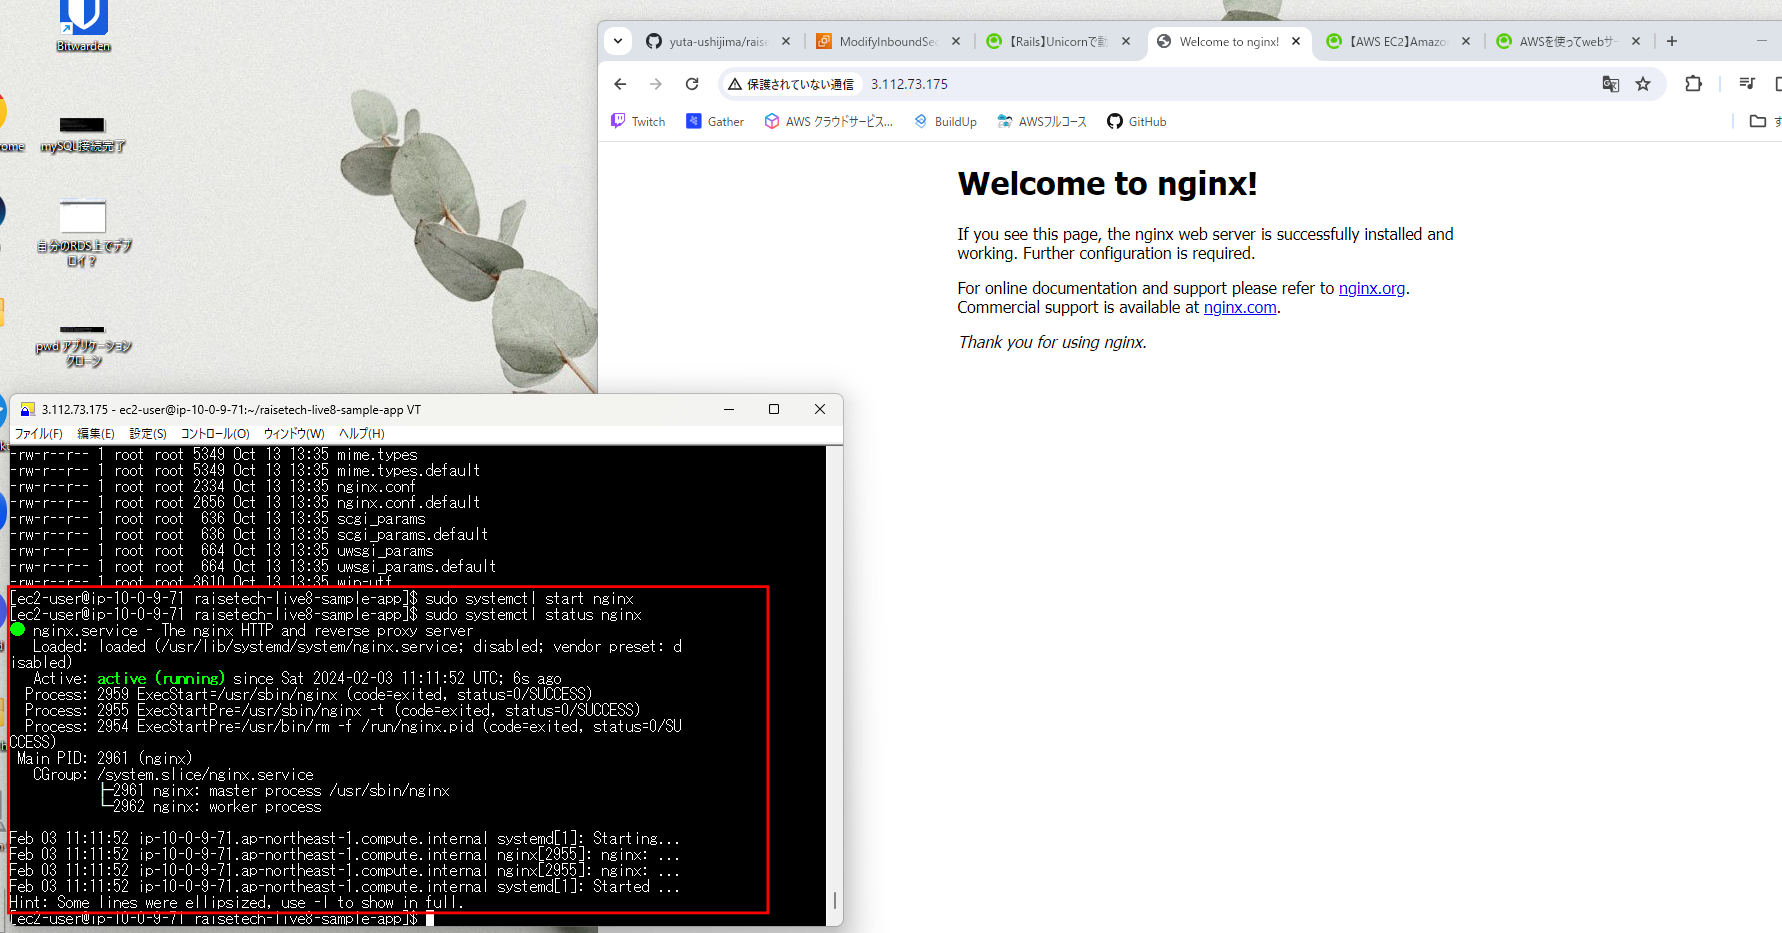 Bitwarden
ome
mySQL接続完了
自分のRDS上でデプ
ロイ？
pwd アプリケーション
クローン
yuta-ushijima/raise
ModifyInboundSec
【Rails】Unicornで動
Welcome to nginx!
【AWS EC2】Amazo
AWSを使ってwebサー
保護されていない通信
3.112.73.175
Twitch
Gather
AWS クラウドサービス...
BuildUp
AWSフルコース
GitHub
す
Welcome to nginx!
If you see this page, the nginx web server is successfully installed and
working. Further configuration is required.
For online documentation and support please refer to nginx.org.
Commercial support is available at nginx.com.
Thank you for using nginx.
3.112.73.175 - ec2-user@ip-10-0-9-71:~/raisetech-live8-sample-app VT
ファイル(F) 編集(E) 設定(S) コントロール(O) ウィンドウ(W) ヘルプ(H)
-rw-r--r-- 1 root root 5349 Oct 13 13:35 mime.types
-rw-r--r-- 1 root root 5349 Oct 13 13:35 mime.types.default
-rw-r--r-- 1 root root 2334 Oct 13 13:35 nginx.conf
-rw-r--r-- 1 root root 2656 Oct 13 13:35 nginx.conf.default
-rw-r--r-- 1 root root  636 Oct 13 13:35 scgi_params
-rw-r--r-- 1 root root  636 Oct 13 13:35 scgi_params.default
-rw-r--r-- 1 root root  664 Oct 13 13:35 uwsgi_params
-rw-r--r-- 1 root root  664 Oct 13 13:35 uwsgi_params.default
-rw-r--r-- 1 root root 3610 Oct 13 13:35 win-utf
[ec2-user@ip-10-0-9-71 raisetech-live8-sample-app]$ sudo systemctl start nginx
[ec2-user@ip-10-0-9-71 raisetech-live8-sample-app]$ sudo systemctl status nginx
● nginx.service - The nginx HTTP and reverse proxy server
Loaded: loaded (/usr/lib/systemd/system/nginx.service; disabled; vendor preset: d
isabled)
Active: active (running) since Sat 2024-02-03 11:11:52 UTC; 6s ago
Process: 2959 ExecStart=/usr/sbin/nginx (code=exited, status=0/SUCCESS)
Process: 2955 ExecStartPre=/usr/sbin/nginx -t (code=exited, status=0/SUCCESS)
Process: 2954 ExecStartPre=/usr/bin/rm -f /run/nginx.pid (code=exited, status=0/SU
CCESS)
Main PID: 2961 (nginx)
CGroup: /system.slice/nginx.service
├─2961 nginx: master process /usr/sbin/nginx
└─2962 nginx: worker process
Feb 03 11:11:52 ip-10-0-9-71.ap-northeast-1.compute.internal systemd[1]: Starting...
Feb 03 11:11:52 ip-10-0-9-71.ap-northeast-1.compute.internal nginx[2955]: nginx: ...
Feb 03 11:11:52 ip-10-0-9-71.ap-northeast-1.compute.internal nginx[2955]: nginx: ...
Feb 03 11:11:52 ip-10-0-9-71.ap-northeast-1.compute.internal systemd[1]: Started ...
Hint: Some lines were ellipsized, use -l to show in full.
[ec2-user@ip-10-0-9-71 raisetech-live8-sample-app]$